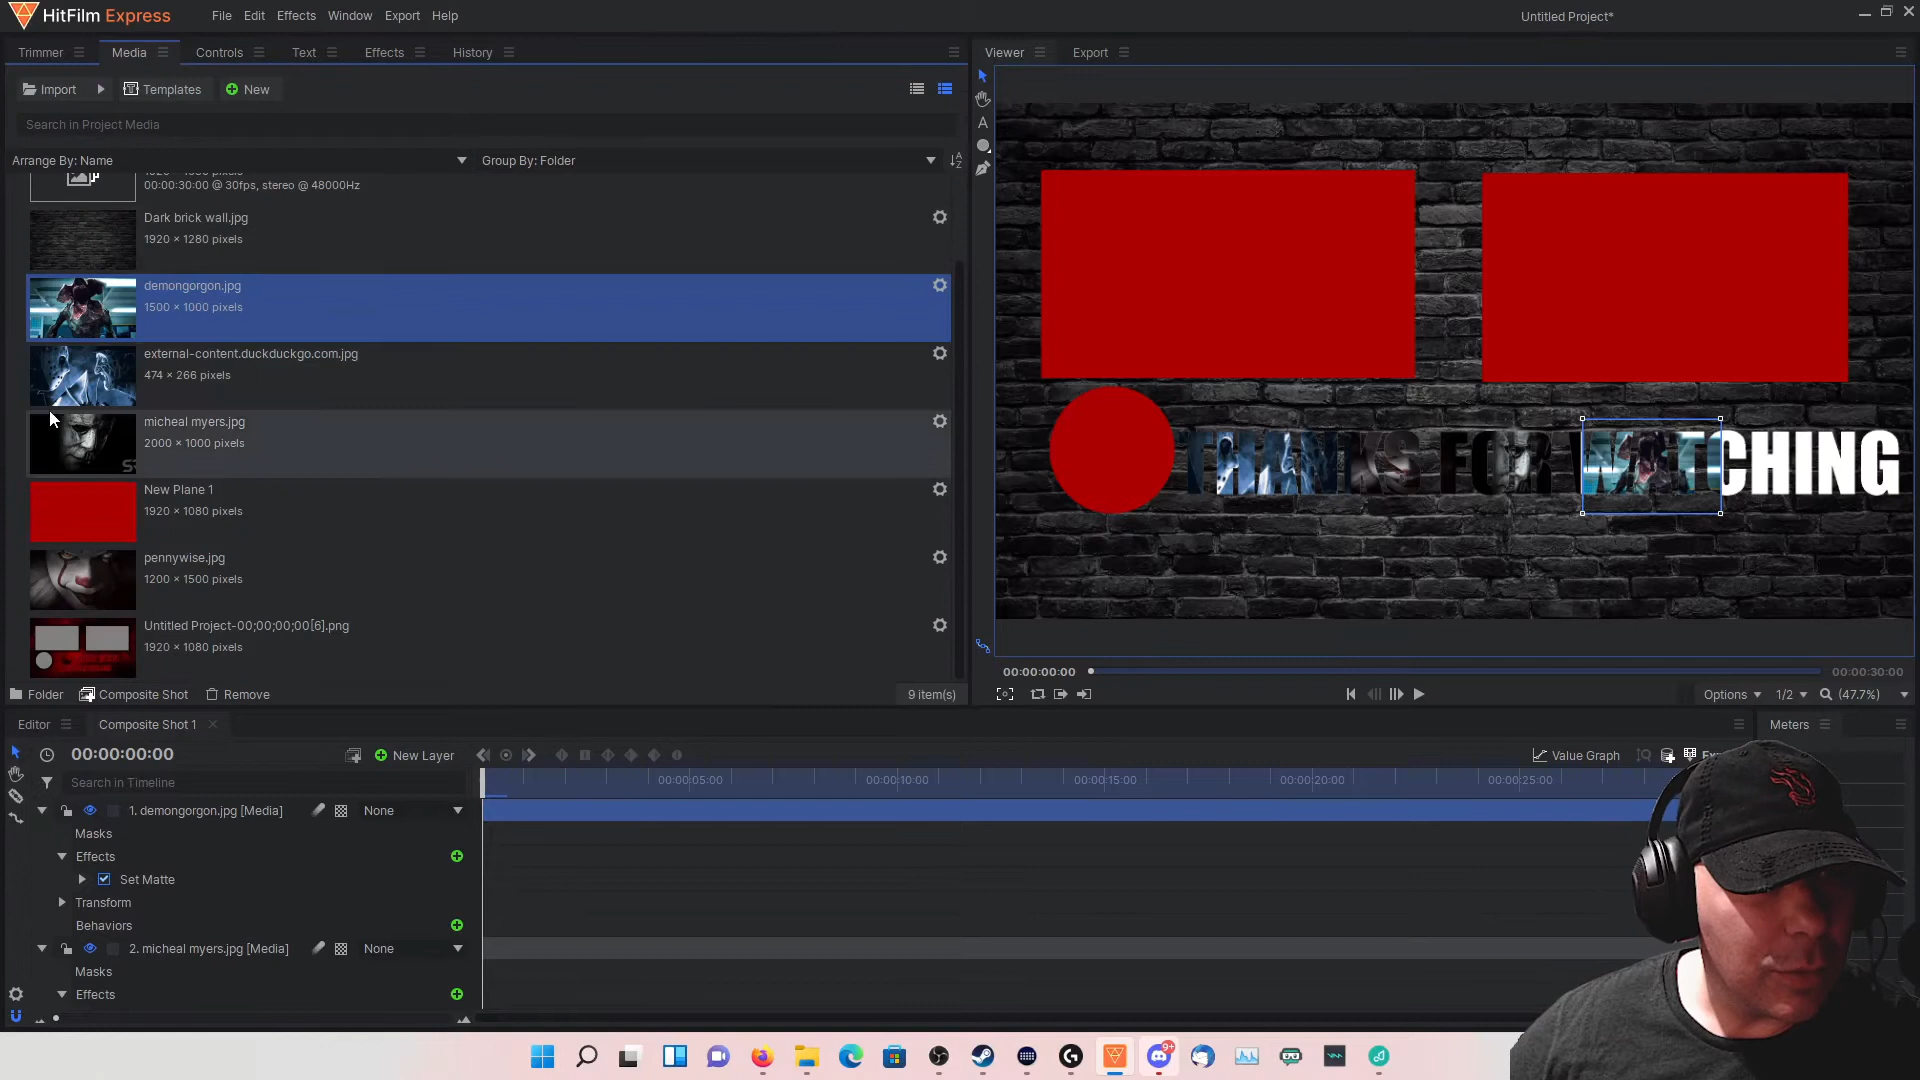 HitFilm Express
File Edit Effects Window Export Help
Untitled Project*
Trimmer Media Controls Text Effects History
Viewer Export
Import Templates New
Search in Project Media
Arrange By: Name Group By: Folder
00:00:30:00 @ 30fps, stereo @ 48000Hz
Dark brick wall.jpg
1920 × 1280 pixels
demongorgon.jpg
1500 × 1000 pixels
external-content.duckduckgo.com.jpg
474 × 266 pixels
micheal myers.jpg
2000 × 1000 pixels
New Plane 1
1920 × 1080 pixels
pennywise.jpg
1200 × 1500 pixels
Untitled Project-00;00;00;00[6].png
1920 × 1080 pixels
THANKS FOR WATCHING
00:00:00:00 00:00:30:00
Folder Composite Shot Remove 9 item(s)
Options 1/2 (47.7%)
Editor Composite Shot 1
Meters
00:00:00:00 New Layer
Value Graph
Search in Timeline
00:00:05:00 00:00:10:00 00:00:15:00 00:00:20:00 00:00:25:00
1. demongorgon.jpg [Media] None
Masks
Effects
Set Matte
Transform
Behaviors
2. micheal myers.jpg [Media] None
Masks
Effects
9+